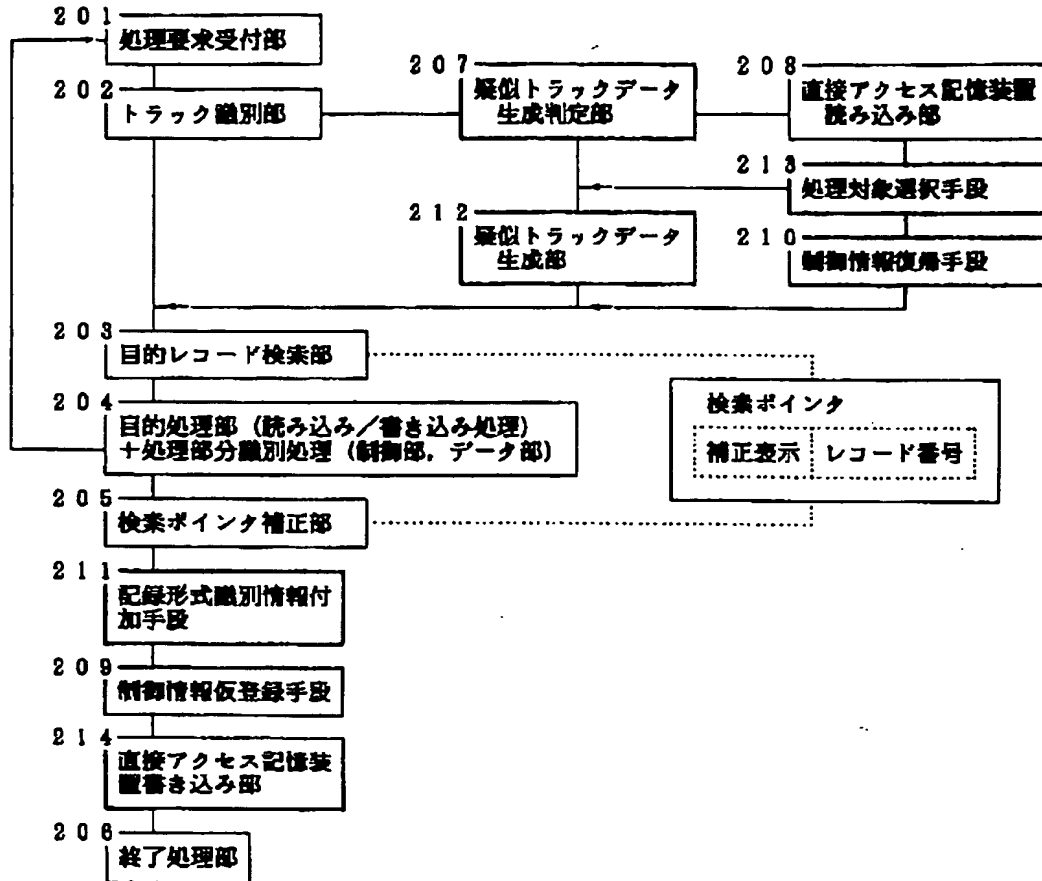 201
処理要求受付部
202
トラック識別部
207
疑似トラックデータ
生成判定部
208
直接アクセス記憶装置
読み込み部
213
処理対象選択手段
212
疑似トラックデータ
生成部
210
制御情報復帰手段
203
目的レコード検索部
204
目的処理部（読み込み／書き込み処理）
＋処理部分識別処理（制御部，データ部）
検索ポインタ
補正表示
レコード番号
205
検索ポインタ補正部
211
記録形式識別情報付
加手段
209
制御情報仮登録手段
214
直接アクセス記憶装
置書き込み部
206
終了処理部